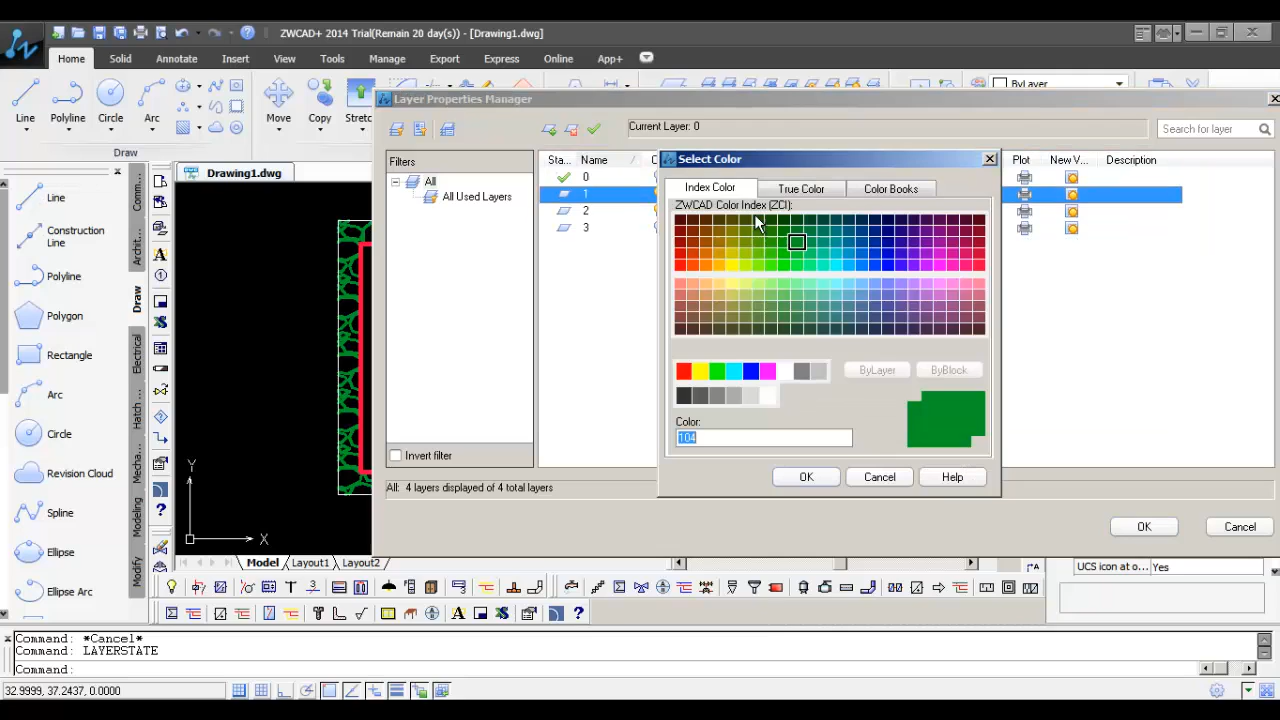 ZWCAD+ 2014 Trial(Remain 20 day(s)) - [Drawing1.dwg]
Home Solid Annotate Insert View Tools Manage Export Express Online App+
ByLayer
Line Polyline Circle Arc Move Copy Stretc
Draw
Drawing1.dwg
Line
Construction
Line
Polyline
Polygon
Rectangle
Arc
Circle
Revision Cloud
Spline
Ellipse
Ellipse Arc
Comm...
Archit...
Draw
Electrical
Hatch ...
Mecha...
Modeling
Modify
Y
X
Layer Properties Manager
Current Layer: 0
Search for layer
Filters
All
All Used Layers
Invert filter
All: 4 layers displayed of 4 total layers
Sta... Name
Plot New V... Description
0
1
2
3
OK Cancel
Select Color
Index Color True Color Color Books
ZWCAD Color Index (ZCI):
ByLayer ByBlock
Color:
104
OK Cancel Help
Model Layout1 Layout2
UCS icon at o... Yes
Command: *Cancel*
Command: LAYERSTATE
Command:
32.9999, 37.2437, 0.0000